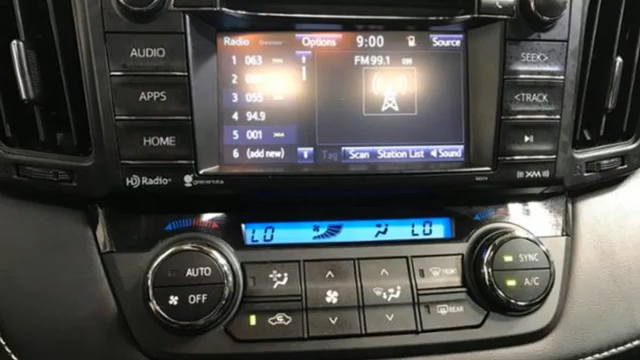 Radio Options 9:00 Source
1 063
2
3 055
4 94.9
5 001
6 (add new)
FM 99.1
Tag Scan Station List Sound
AUDIO
APPS
HOME
SEEK>
<TRACK
HD Radio
gracenote
XM
LO LO
AUTO
OFF
FRONT
REAR
SYNC
A/C